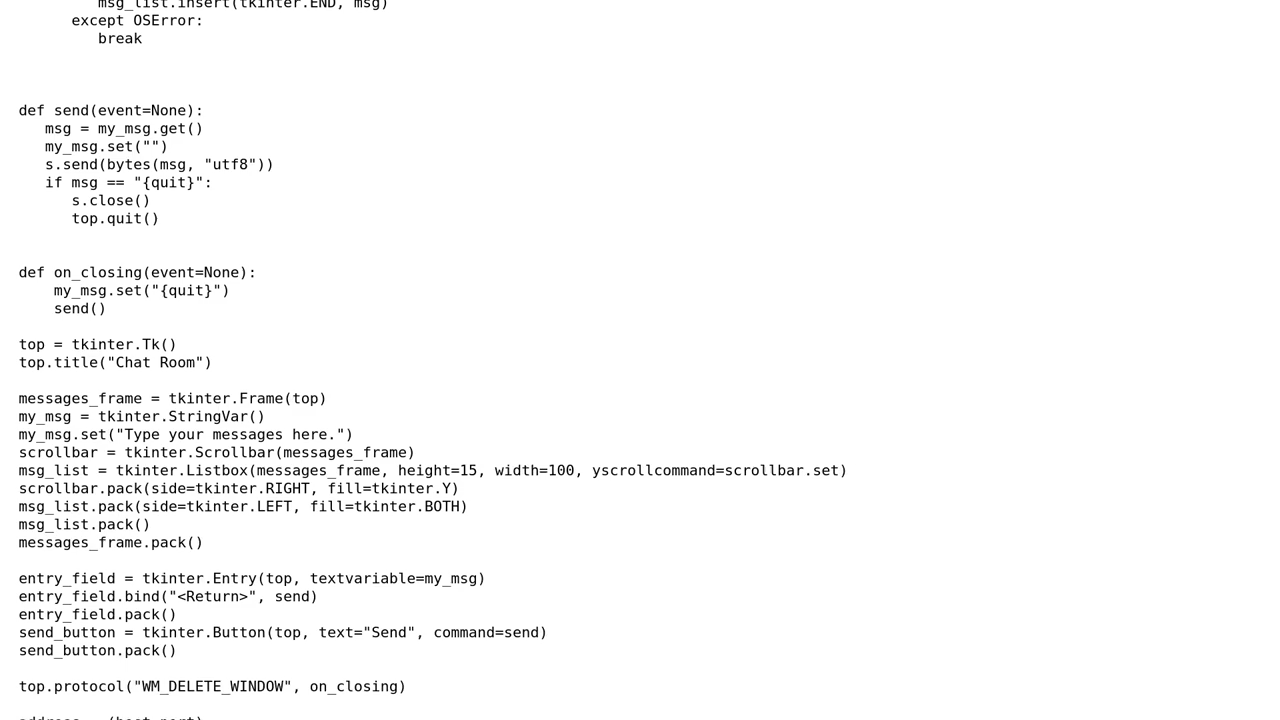 msg_list.insert(tkinter.END, msg)
except OSError:
break
def send(event=None):
msg = my_msg.get()
my_msg.set("")
s.send(bytes(msg, "utf8"))
if msg == "{quit}":
s.close()
top.quit()
def on_closing(event=None):
my_msg.set("{quit}")
send()
top = tkinter.Tk()
top.title("Chat Room")
messages_frame = tkinter.Frame(top)
my_msg = tkinter.StringVar()
my_msg.set("Type your messages here.")
scrollbar = tkinter.Scrollbar(messages_frame)
msg_list = tkinter.Listbox(messages_frame, height=15, width=100, yscrollcommand=scrollbar.set)
scrollbar.pack(side=tkinter.RIGHT, fill=tkinter.Y)
msg_list.pack(side=tkinter.LEFT, fill=tkinter.BOTH)
msg_list.pack()
messages_frame.pack()
entry_field = tkinter.Entry(top, textvariable=my_msg)
entry_field.bind("<Return>", send)
entry_field.pack()
send_button = tkinter.Button(top, text="Send", command=send)
send_button.pack()
top.protocol("WM_DELETE_WINDOW", on_closing)